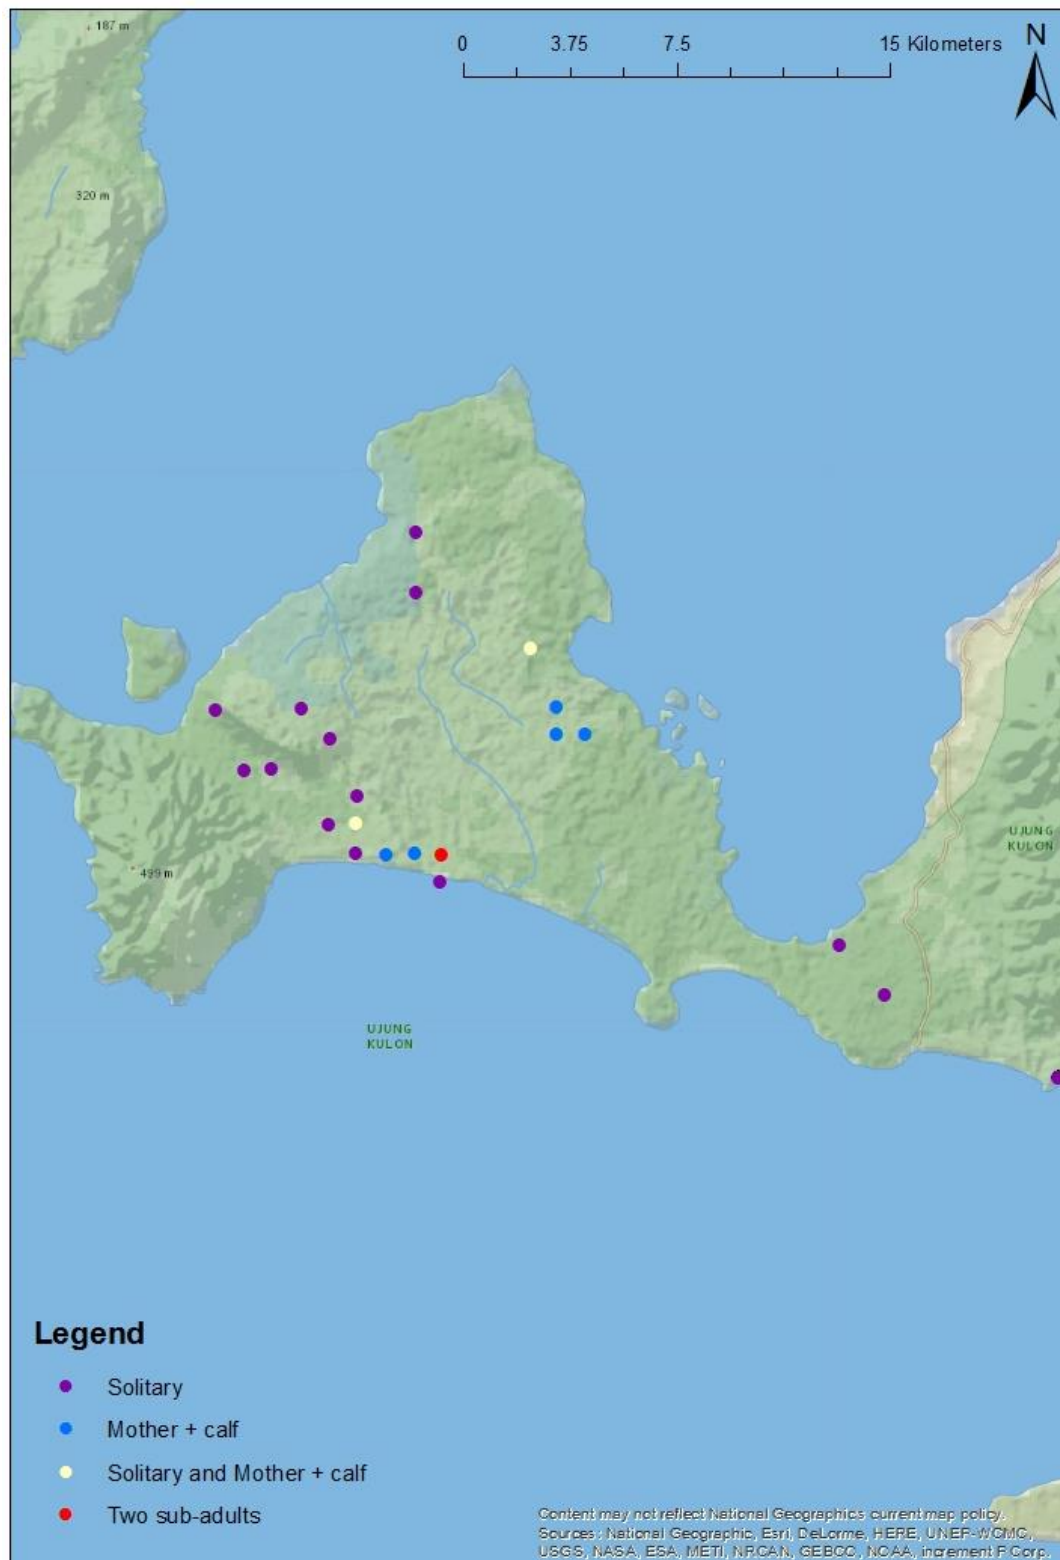 187 m
0 3.75 7.5 15 Kilometers
N
320 m
UJUNG
KULON
499 m
UJUNG
KULON
Legend
Solitary
Mother + calf
Solitary and Mother + calf
Two sub-adults
Content may not reflect National Geographic's current map policy.
Sources: National Geographic, Esri, DeLorme, HERE, UNEP-WCMC,
USGS, NASA, ESA, METI, NRCAN, GEBCO, NOAA, increment P Corp.